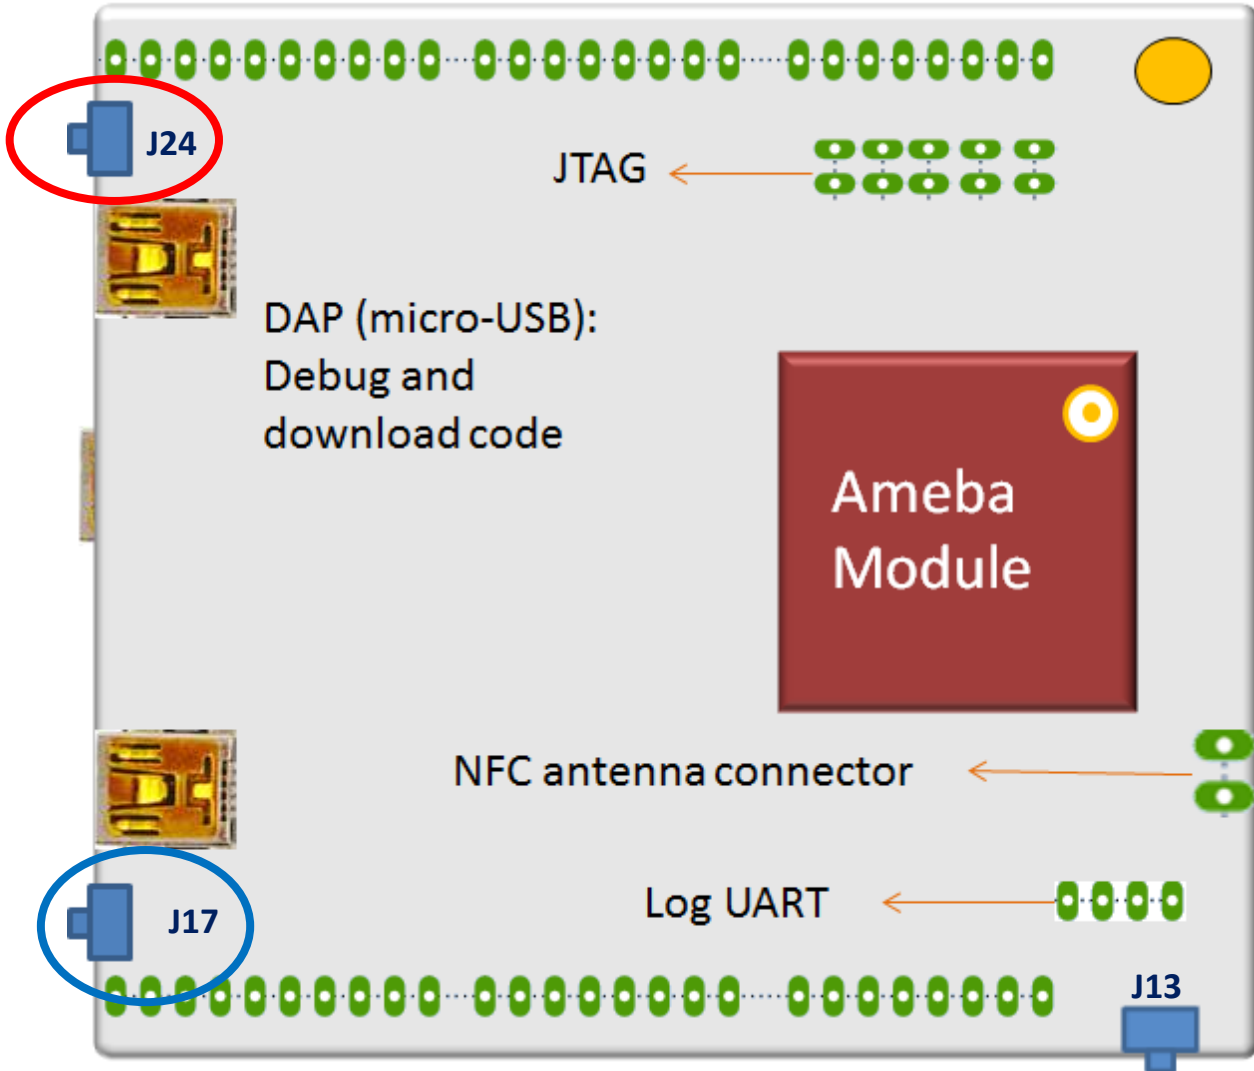 J24
JTAG
DAP (micro-USB):
Debug and
download code
Ameba
Module
NFC antenna connector
Log UART
J17
J13